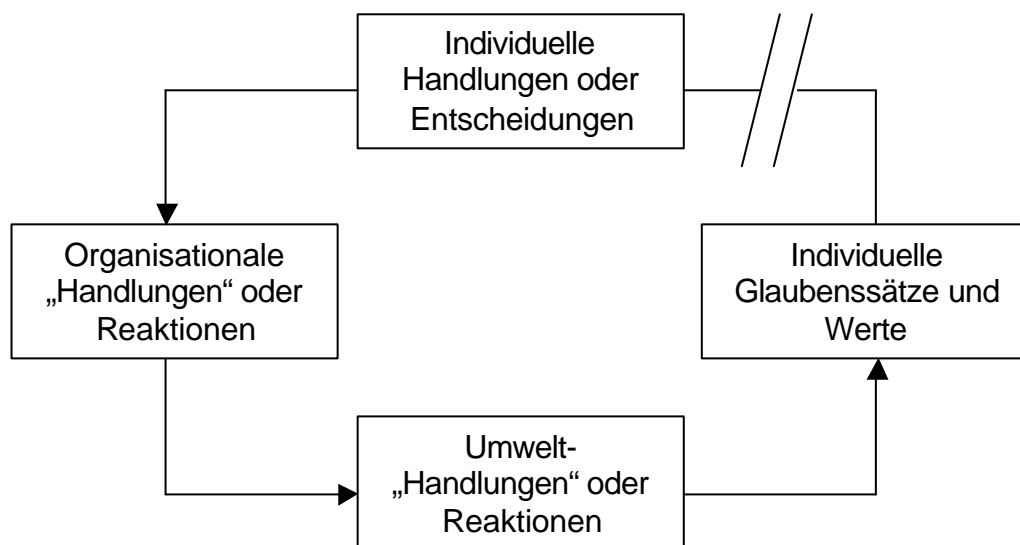 Individuelle
Handlungen oder
Entscheidungen
Organisationale
„Handlungen“ oder
Reaktionen
Individuelle
Glaubenssätze und
Werte
Umwelt-
„Handlungen“ oder
Reaktionen